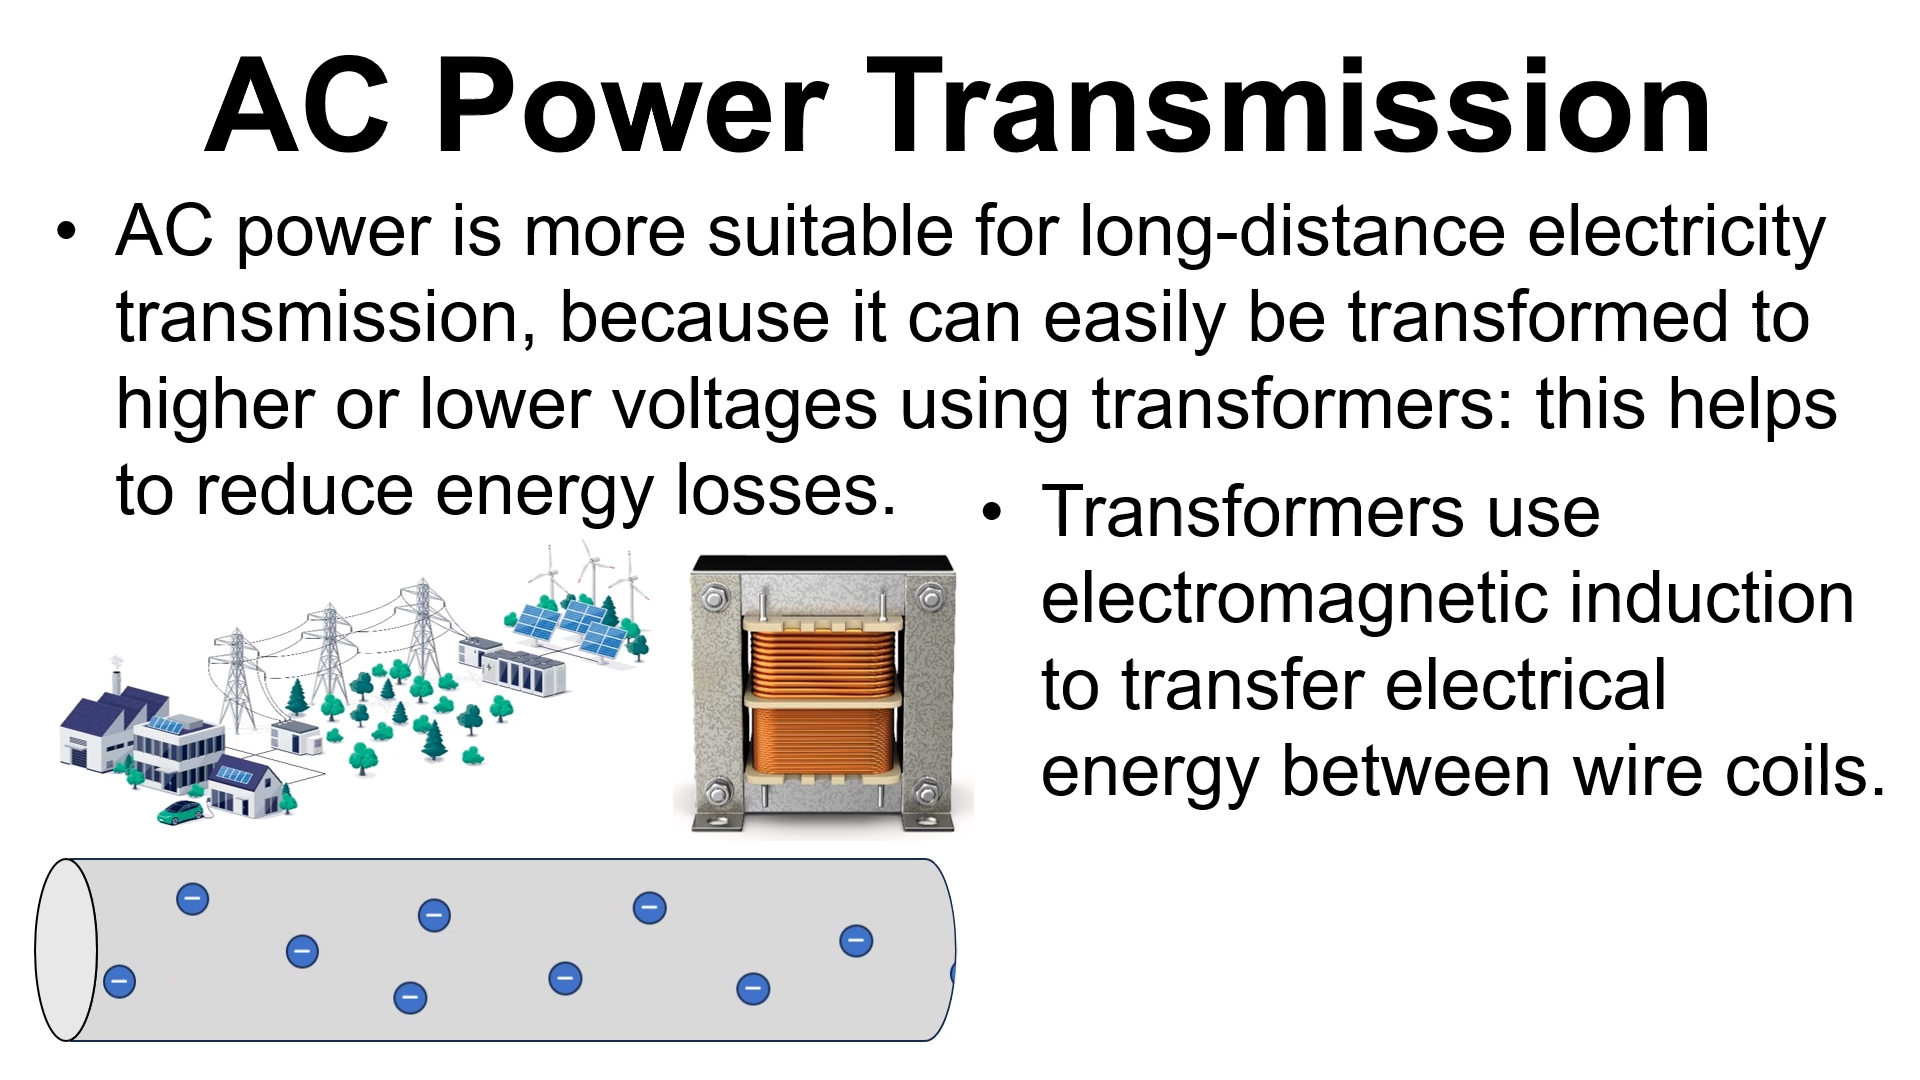 AC Power Transmission
• AC power is more suitable for long-distance electricity
transmission, because it can easily be transformed to
higher or lower voltages using transformers: this helps
to reduce energy losses.
• Transformers use
electromagnetic induction
to transfer electrical
energy between wire coils.